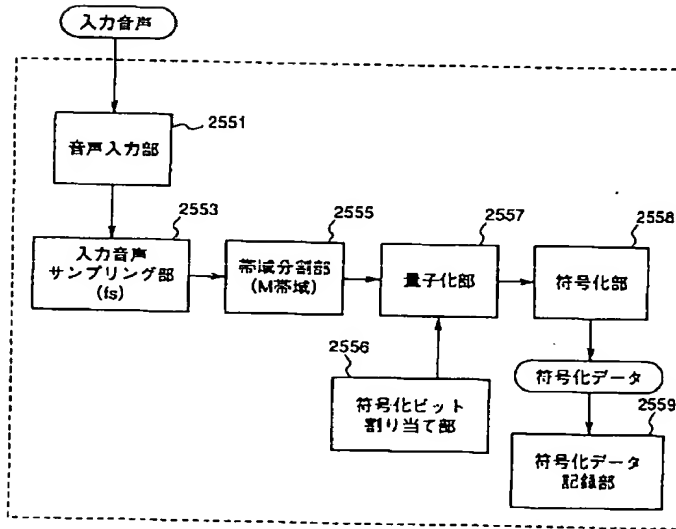 入力音声
2551
音声入力部
2553
入力音声
サンプリング部
(fs)
2555
帯域分割部
(M帯域)
2557
量子化部
2558
符号化部
2556
符号化ビット
割り当て部
符号化データ
2559
符号化データ
記録部